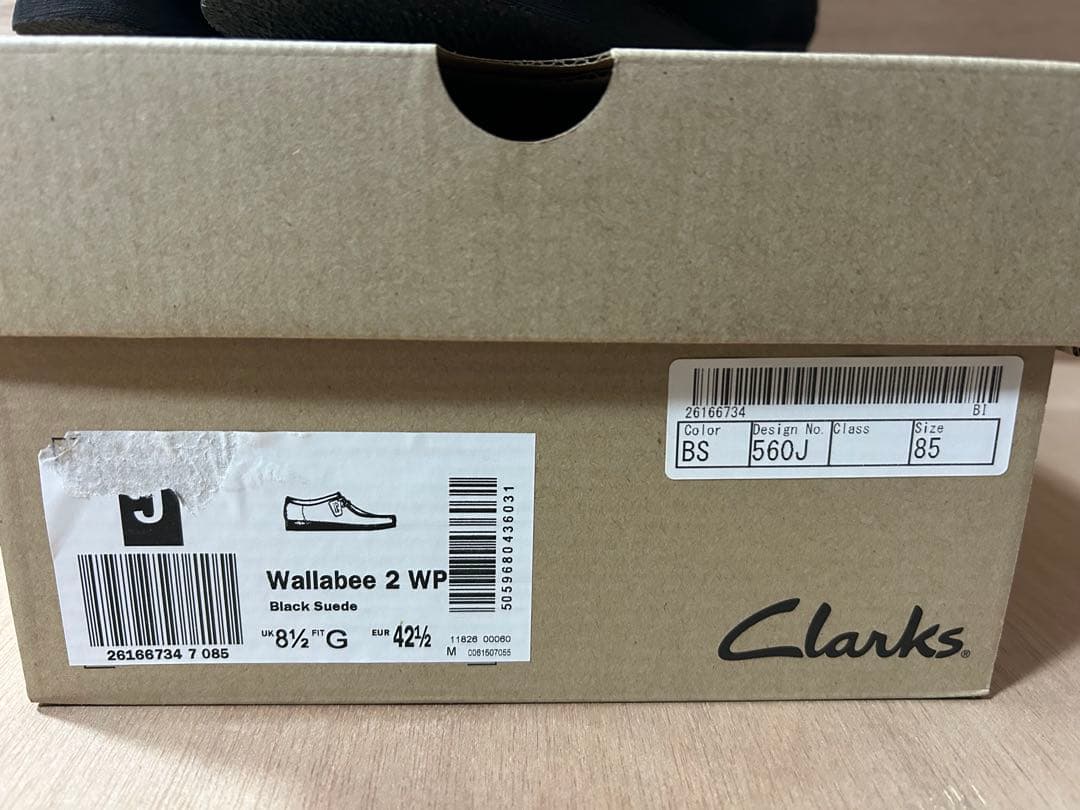 26166734 BI
Color Design No. Class Size
BS 560J 85
J
Wallabee 2 WP
Black Suede
UK 8½ FIT G EUR 42½
26166734 7 085
11826 00060
M 0061507055
5059680436031
Clarks®